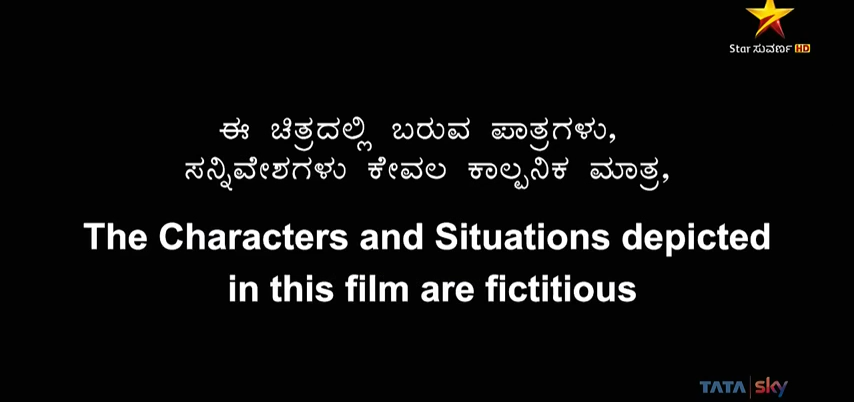 Star ಸುವರ್ಣ HD
ಈ ಚಿತ್ರದಲ್ಲಿ ಬರುವ ಪಾತ್ರಗಳು,
ಸನ್ನಿವೇಶಗಳು ಕೇವಲ ಕಾಲ್ಪನಿಕ ಮಾತ್ರ,
The Characters and Situations depicted
in this film are fictitious
TATA sky